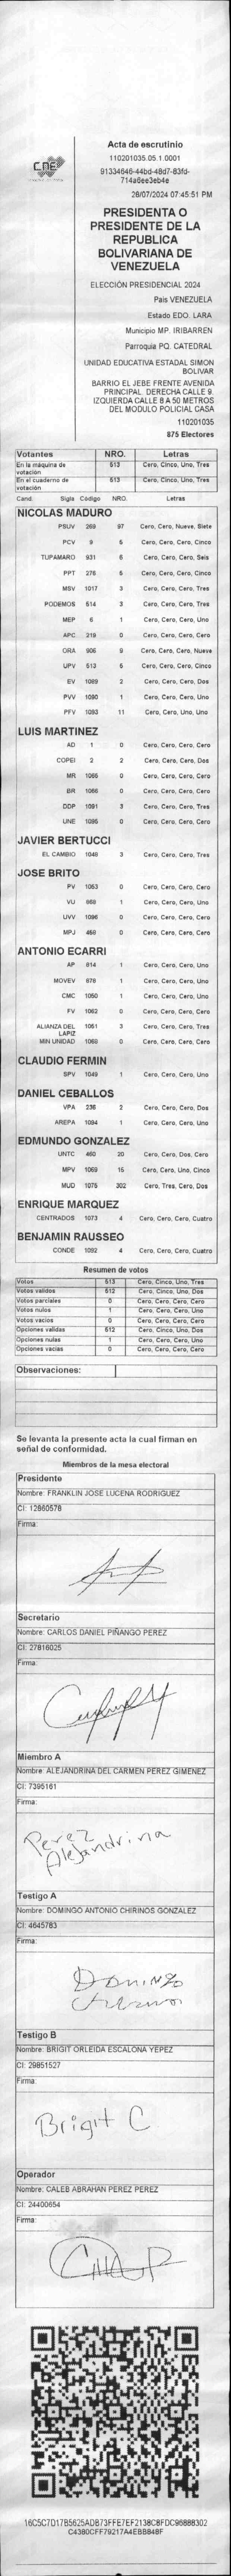 CNE
Acta de escrutinio
110201035.05.1.0001
91334646-44bd-48d7-83fd-
714a6ee3eb4e
28/07/2024 07:45:51 PM
PRESIDENTA O
PRESIDENTE DE LA
REPUBLICA
BOLIVARIANA DE
VENEZUELA
ELECCIÓN PRESIDENCIAL 2024
País VENEZUELA
Estado EDO. LARA
Municipio MP. IRIBARREN
Parroquia PQ. CATEDRAL
UNIDAD EDUCATIVA ESTADAL SIMON
BOLIVAR
BARRIO EL JEBE FRENTE AVENIDA
PRINCIPAL DERECHA CALLE 9.
IZQUIERDA CALLE 8 A 50 METROS
DEL MODULO POLICIAL CASA
110201035
875 Electores
Votantes NRO. Letras
En la máquina de votación 513 Cero, Cinco, Uno, Tres
En el cuaderno de votación 513 Cero, Cinco, Uno, Tres
Cand. Sigla Código NRO. Letras
NICOLAS MADURO
PSUV 269 97 Cero, Cero, Nueve, Siete
PCV 9 5 Cero, Cero, Cero, Cinco
TUPAMARO 931 6 Cero, Cero, Cero, Seis
PPT 276 5 Cero, Cero, Cero, Cinco
MSV 1017 3 Cero, Cero, Cero, Tres
PODEMOS 514 3 Cero, Cero, Cero, Tres
MEP 6 1 Cero, Cero, Cero, Uno
APC 219 0 Cero, Cero, Cero, Cero
ORA 906 9 Cero, Cero, Cero, Nueve
UPV 513 5 Cero, Cero, Cero, Cinco
EV 1089 2 Cero, Cero, Cero, Dos
PVV 1090 1 Cero, Cero, Cero, Uno
PFV 1093 11 Cero, Cero, Uno, Uno
LUIS MARTINEZ
AD 1 0 Cero, Cero, Cero, Cero
COPEI 2 2 Cero, Cero, Cero, Dos
MR 1065 0 Cero, Cero, Cero, Cero
BR 1066 0 Cero, Cero, Cero, Cero
DDP 1091 3 Cero, Cero, Cero, Tres
UNE 1095 0 Cero, Cero, Cero, Cero
JAVIER BERTUCCI
EL CAMBIO 1048 3 Cero, Cero, Cero, Tres
JOSE BRITO
PV 1053 0 Cero, Cero, Cero, Cero
VU 868 1 Cero, Cero, Cero, Uno
UVV 1096 0 Cero, Cero, Cero, Cero
MPJ 458 0 Cero, Cero, Cero, Cero
ANTONIO ECARRI
AP 814 1 Cero, Cero, Cero, Uno
MOVEV 878 1 Cero, Cero, Cero, Uno
CMC 1050 1 Cero, Cero, Cero, Uno
FV 1062 0 Cero, Cero, Cero, Cero
ALIANZA DEL LAPIZ 1051 3 Cero, Cero, Cero, Tres
MIN UNIDAD 1068 0 Cero, Cero, Cero, Cero
CLAUDIO FERMIN
SPV 1049 1 Cero, Cero, Cero, Uno
DANIEL CEBALLOS
VPA 236 2 Cero, Cero, Cero, Dos
AREPA 1094 1 Cero, Cero, Cero, Uno
EDMUNDO GONZALEZ
UNTC 460 20 Cero, Cero, Dos, Cero
MPV 1069 15 Cero, Cero, Uno, Cinco
MUD 1075 302 Cero, Tres, Cero, Dos
ENRIQUE MARQUEZ
CENTRADOS 1073 4 Cero, Cero, Cero, Cuatro
BENJAMIN RAUSSEO
CONDE 1092 4 Cero, Cero, Cero, Cuatro
Resumen de votos
Votos 513 Cero, Cinco, Uno, Tres
Votos validos 512 Cero, Cinco, Uno, Dos
Votos parciales 0 Cero, Cero, Cero, Cero
Votos nulos 1 Cero, Cero, Cero, Uno
Votos vacios 0 Cero, Cero, Cero, Cero
Opciones validas 512 Cero, Cinco, Uno, Dos
Opciones nulas 1 Cero, Cero, Cero, Uno
Opciones vacias 0 Cero, Cero, Cero, Cero
Observaciones:
Se levanta la presente acta la cual firman en
señal de conformidad.
Miembros de la mesa electoral
Presidente
Nombre: FRANKLIN JOSE LUCENA RODRIGUEZ
CI: 12860578
Firma:
Secretario
Nombre: CARLOS DANIEL PIÑANGO PEREZ
CI: 27816025
Firma:
Miembro A
Nombre: ALEJANDRINA DEL CARMEN PEREZ GIMENEZ
CI: 7395161
Firma:
Perez
Alejandrina
Testigo A
Nombre: DOMINGO ANTONIO CHIRINOS GONZALEZ
CI: 4645783
Firma:
Domingo
Chirinos
Testigo B
Nombre: BRIGIT ORLEIDA ESCALONA YEPEZ
CI: 29851527
Firma:
Brigit C
Operador
Nombre: CALEB ABRAHAN PEREZ PEREZ
CI: 24400654
Firma:
16C5C7D17B5625ADB73FFE7EF2138C8FDC96888302
C4380CFF79217A4EBB848F